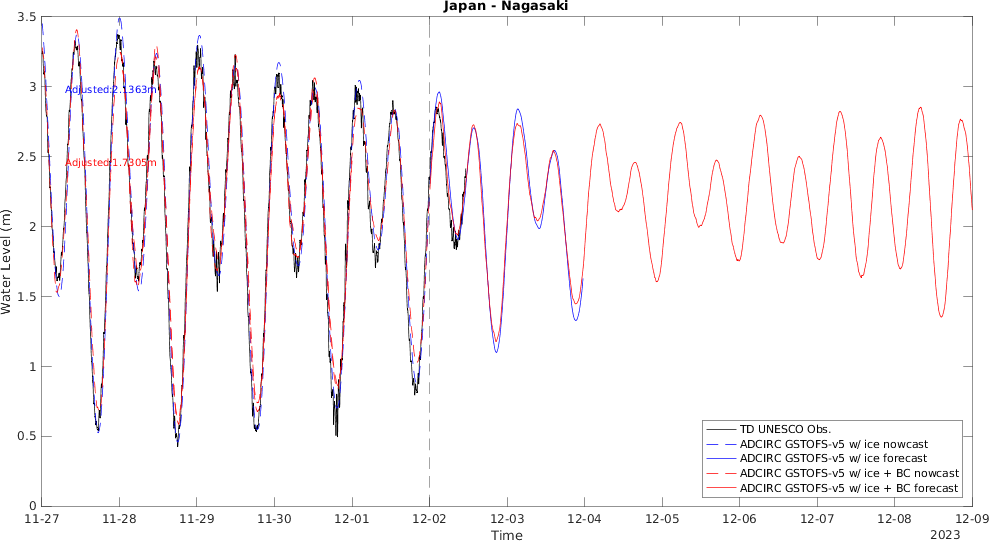 Japan - Nagasaki
3.5
3
2.5
2
1.5
1
0.5
0
Water Level (m)
Adjusted:2.1363m
Adjusted:1.7305m
TD UNESCO Obs.
ADCIRC GSTOFS-v5 w/ ice nowcast
ADCIRC GSTOFS-v5 w/ ice forecast
ADCIRC GSTOFS-v5 w/ ice + BC nowcast
ADCIRC GSTOFS-v5 w/ ice + BC forecast
11-27 11-28 11-29 11-30 12-01 12-02 12-03 12-04 12-05 12-06 12-07 12-08 12-09
Time
2023